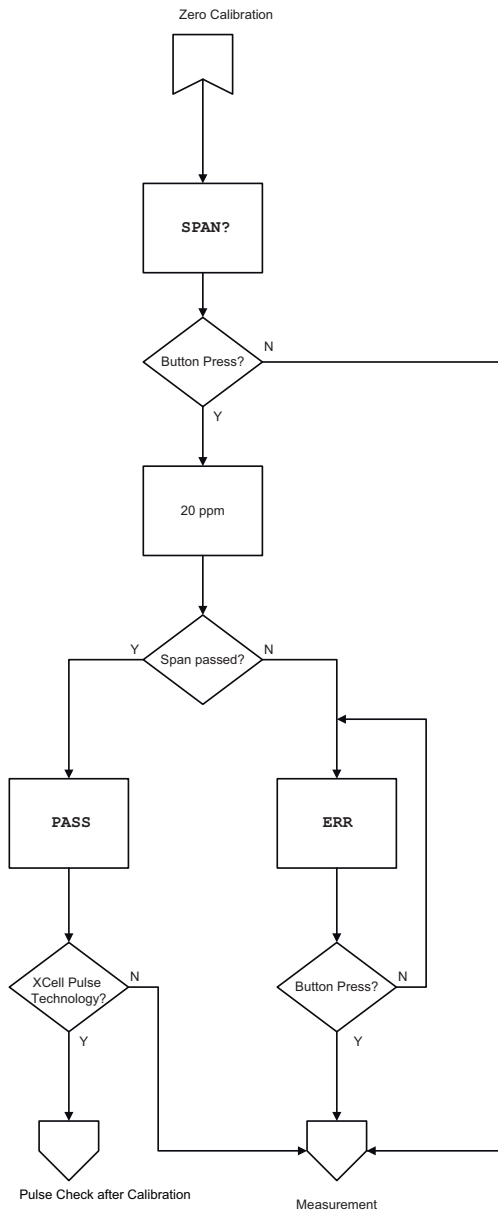 Zero Calibration
SPAN?
Button Press?
N
Y
20 ppm
Span passed?
Y
N
PASS
ERR
XCell Pulse
Technology?
N
Y
Button Press?
N
Y
Pulse Check after Calibration
Measurement